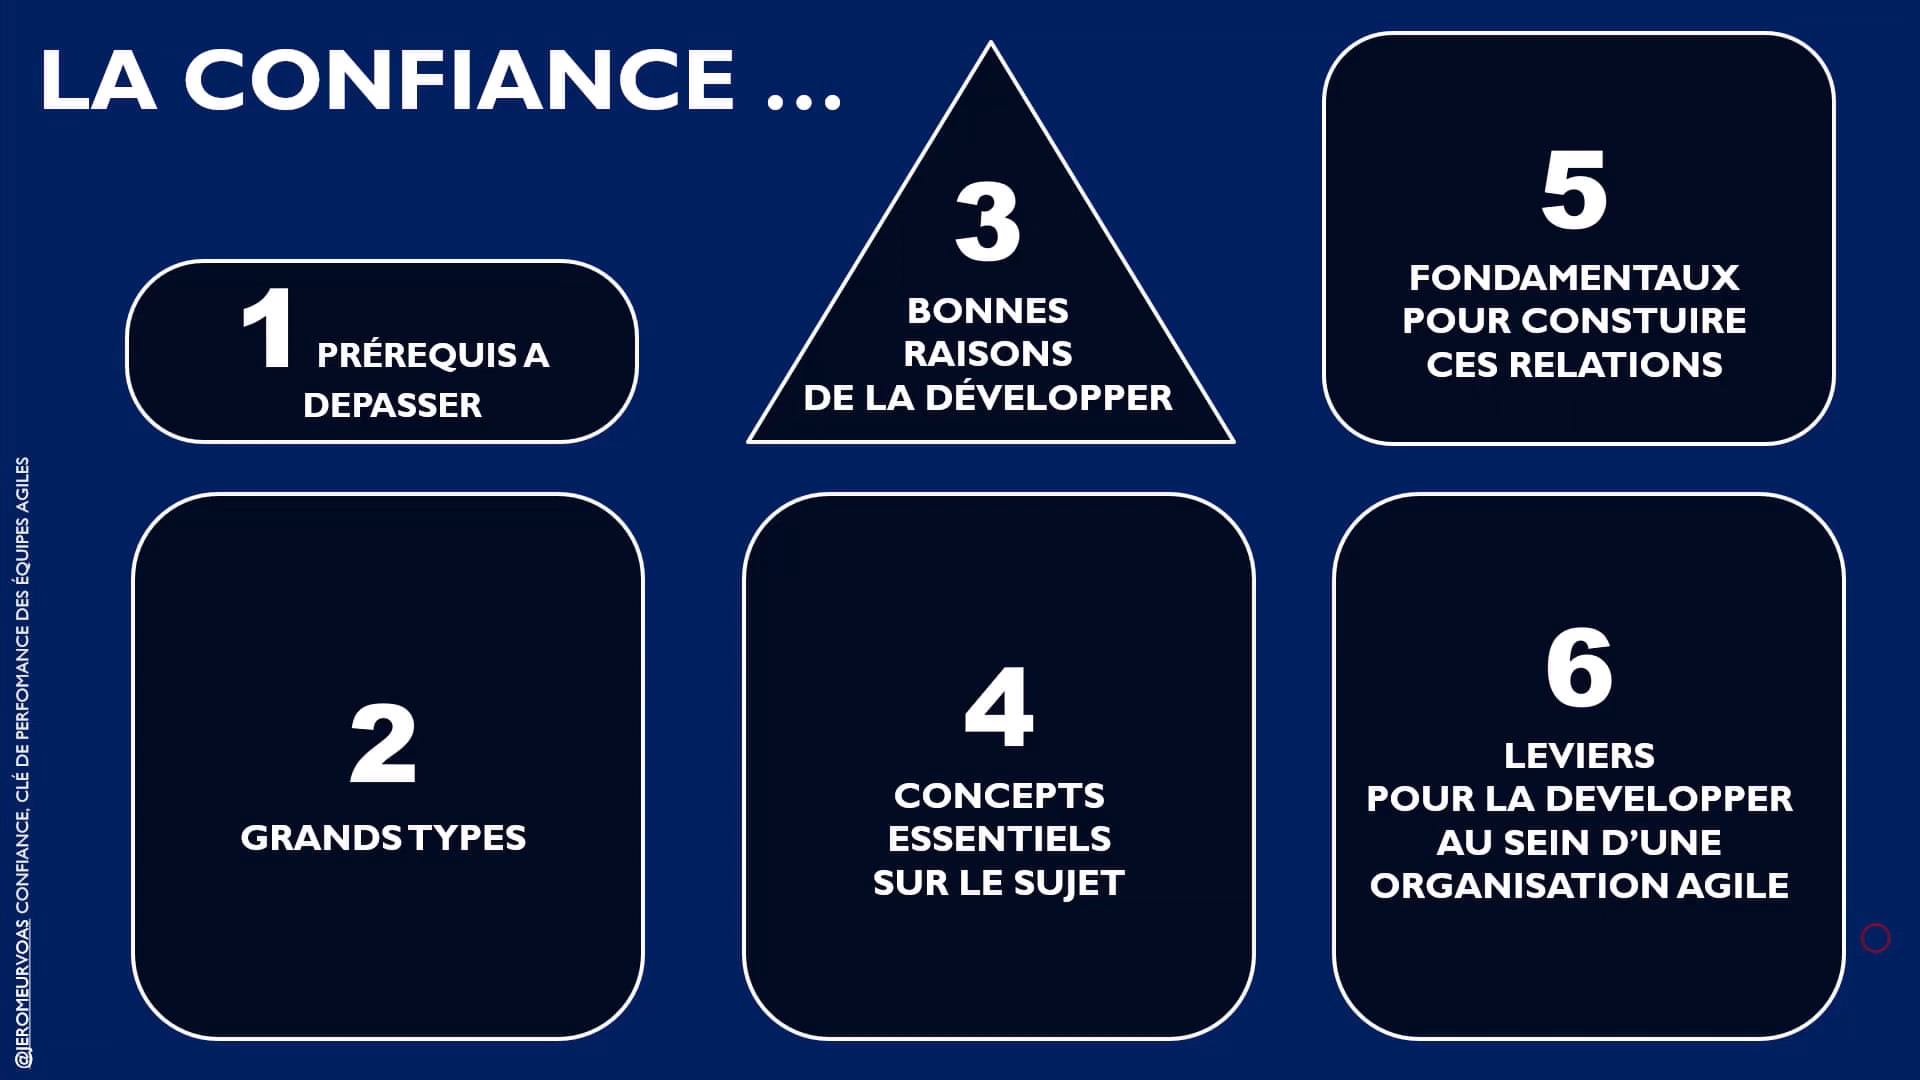 LA CONFIANCE ...
1 PRÉREQUIS A
DEPASSER
2
GRANDS TYPES
3
BONNES
RAISONS
DE LA DÉVELOPPER
4
CONCEPTS
ESSENTIELS
SUR LE SUJET
5
FONDAMENTAUX
POUR CONSTUIRE
CES RELATIONS
6
LEVIERS
POUR LA DEVELOPPER
AU SEIN D’UNE
ORGANISATION AGILE
@JEROMEURVOAS CONFIANCE, CLÉ DE PERFOMANCE DES ÉQUIPES AGILES